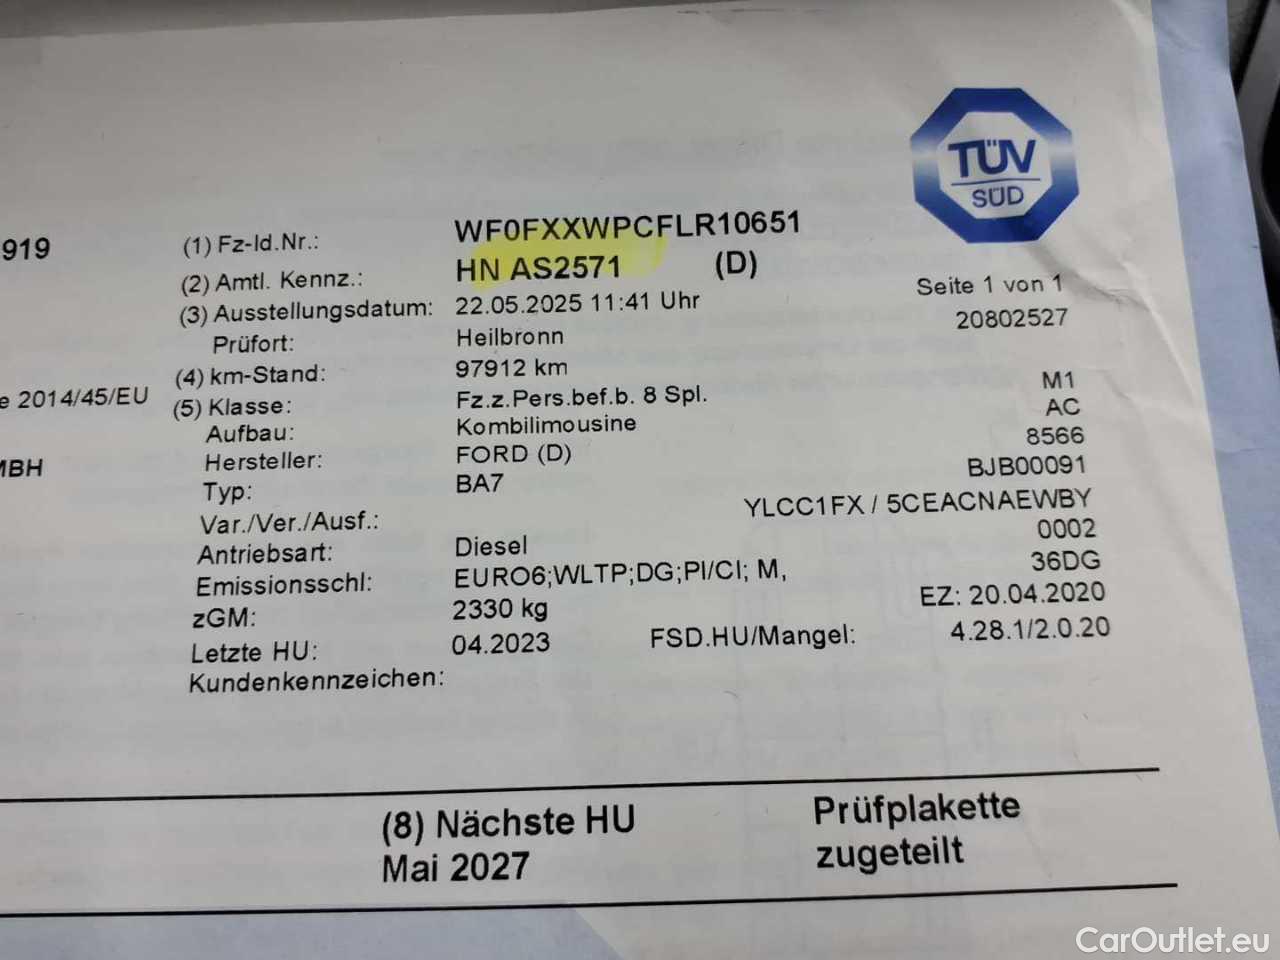 TÜV
SÜD
919
(1) Fz-Id.Nr.: WF0FXXWPCFLR10651
(2) Amtl. Kennz.: HN AS2571 (D)
Seite 1 von 1
(3) Ausstellungsdatum: 22.05.2025 11:41 Uhr
20802527
Prüfort: Heilbronn
(4) km-Stand: 97912 km
e 2014/45/EU
(5) Klasse: Fz.z.Pers.bef.b. 8 Spl. M1
Aufbau: Kombilimousine AC
MBH
Hersteller: FORD (D) 8566
Typ: BA7 BJB00091
Var./Ver./Ausf.: YLCC1FX / 5CEACNAEWBY
Antriebsart: Diesel 0002
Emissionsschl: EURO6;WLTP;DG;PI/CI; M, 36DG
zGM: 2330 kg EZ: 20.04.2020
Letzte HU: 04.2023 FSD.HU/Mangel: 4.28.1/2.0.20
Kundenkennzeichen:
(8) Nächste HU Prüfplakette
Mai 2027 zugeteilt
CarOutlet.eu